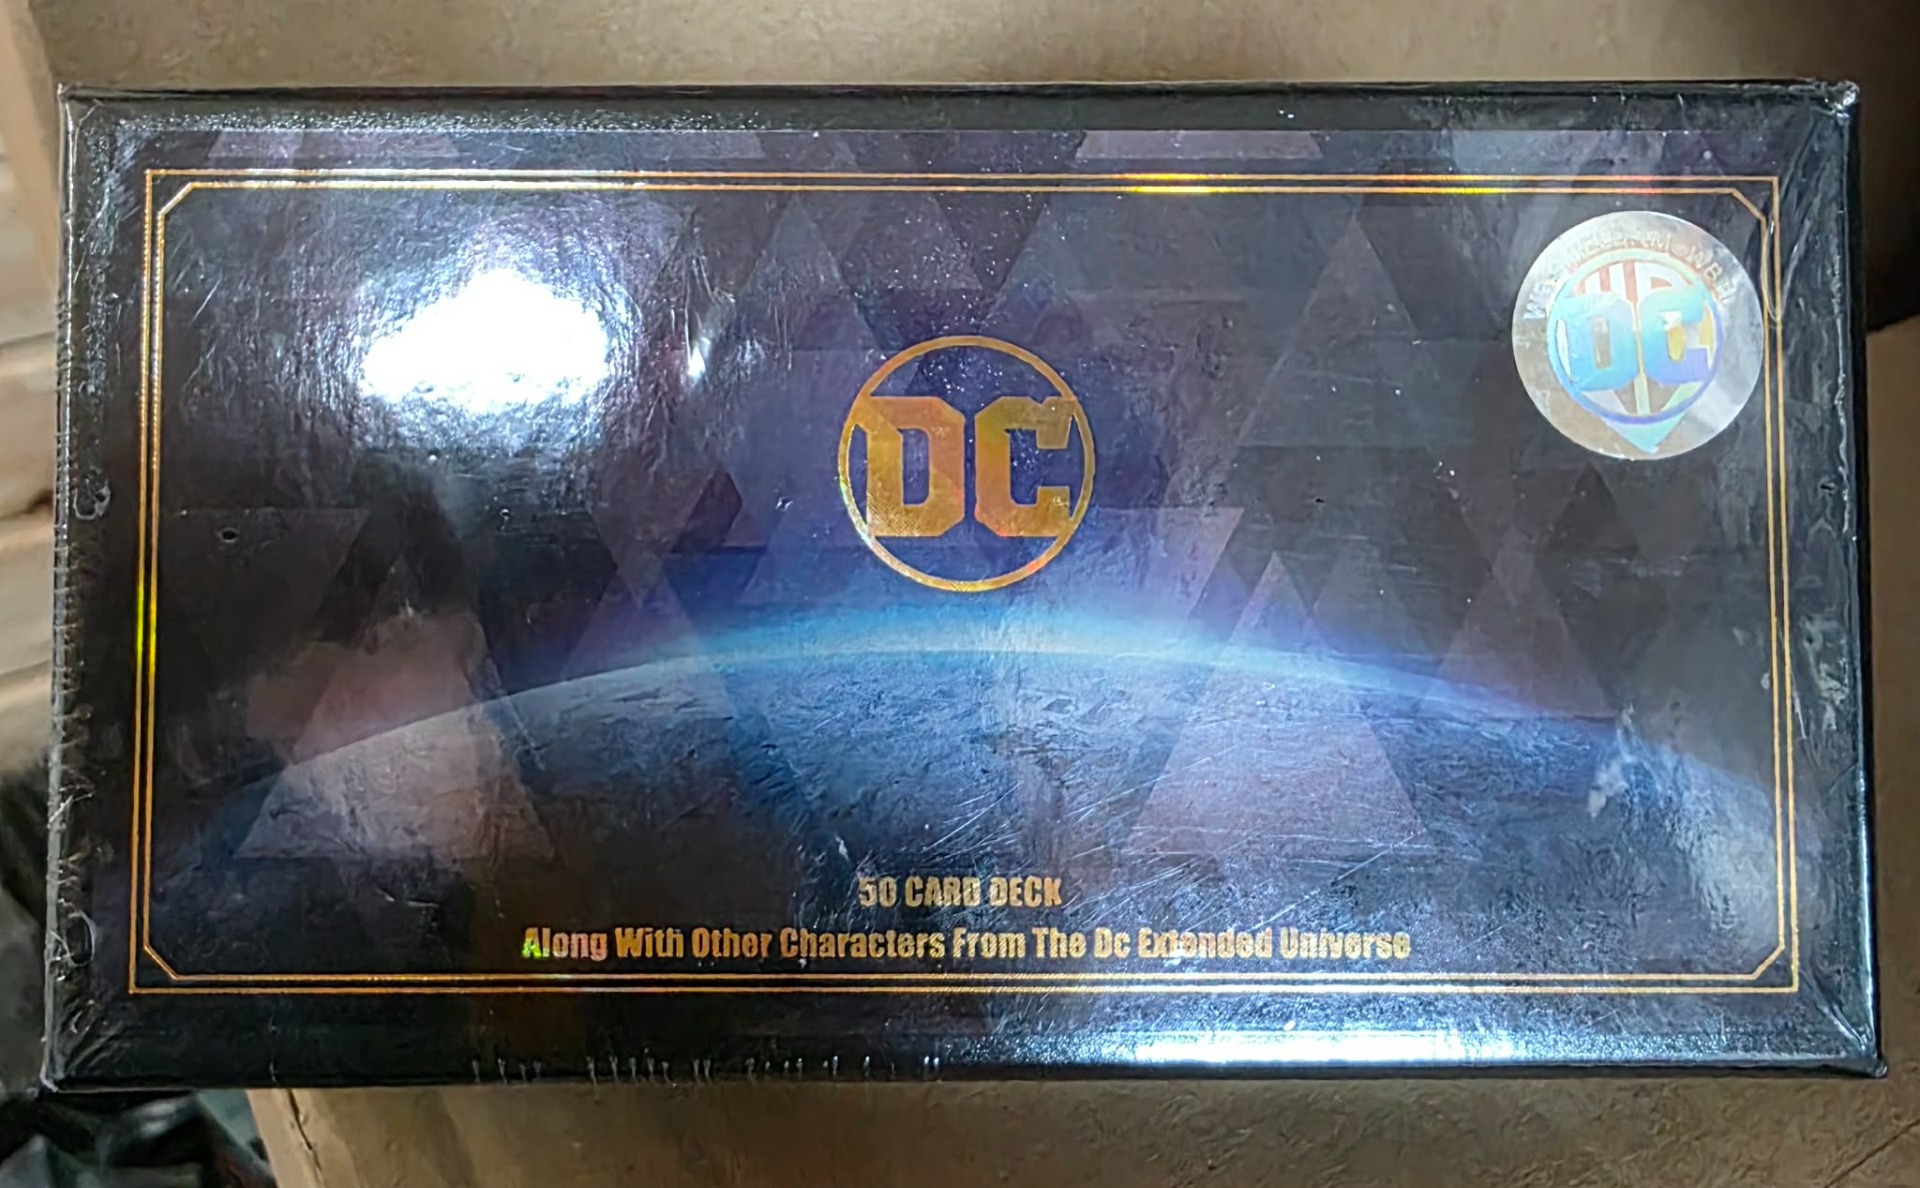 DC
DC
50 CARD DECK
Along With Other Characters From The Dc Extended Universe